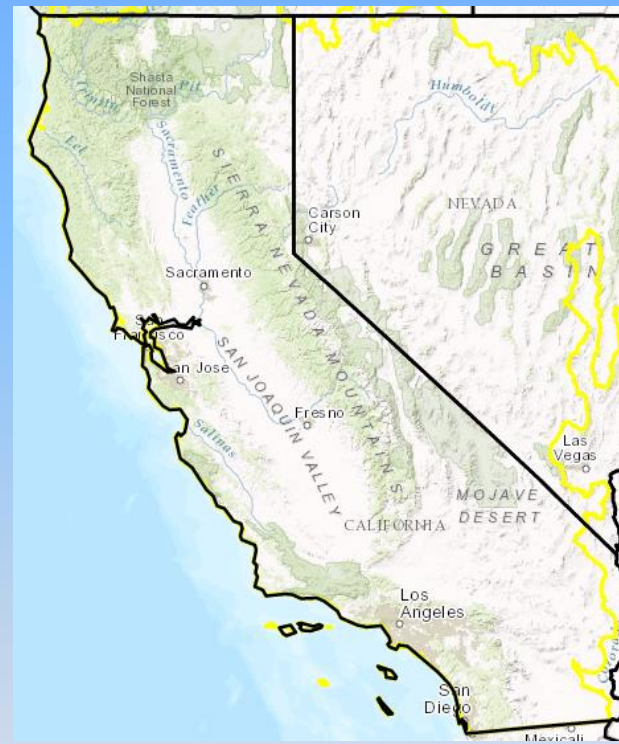 Shasta
National
Forest
Pit
Trinity
Humboldt
Eel
Sacramento
Feather
SIERRA NEVADA MOUNTAINS
NEVADA
Carson
City
GREAT
BASIN
Sacramento
San
Francisco
San Jose
SAN JOAQUIN VALLEY
Fresno
Salinas
Las
Vegas
MOJAVE
DESERT
CALIFORNIA
Los
Angeles
San
Diego
Mexicali